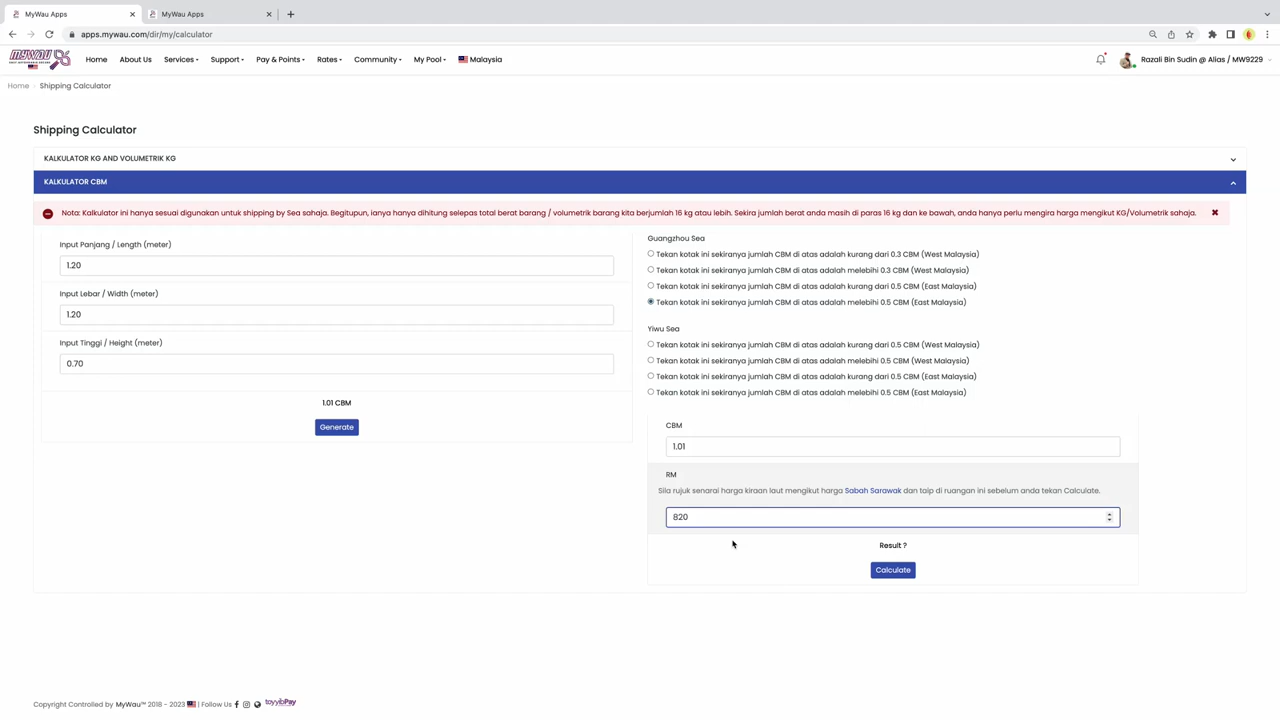 MyWau Apps
MyWau Apps
apps.mywau.com/dir/my/calculator
MYWAU
Home About Us Services Support Pay & Points Rates Community My Pool Malaysia
Razali Bin Sudin @ Alias / MW9229
Home Shipping Calculator
Shipping Calculator
KALKULATOR KG AND VOLUMETRIK KG
KALKULATOR CBM
Nota: Kalkulator ini hanya sesuai digunakan untuk shipping by Sea sahaja. Begitupun, ianya hanya dihitung selepas total berat barang / volumetrik barang kita berjumlah 16 kg atau lebih. Sekira jumlah berat anda masih di paras 16 kg dan ke bawah, anda hanya perlu mengira harga mengikut KG/Volumetrik sahaja.
Input Panjang / Length (meter)
1.20
Input Lebar / Width (meter)
1.20
Input Tinggi / Height (meter)
0.70
1.01 CBM
Generate
Guangzhou Sea
Tekan kotak ini sekiranya jumlah CBM di atas adalah kurang dari 0.3 CBM (West Malaysia)
Tekan kotak ini sekiranya jumlah CBM di atas adalah melebihi 0.3 CBM (West Malaysia)
Tekan kotak ini sekiranya jumlah CBM di atas adalah kurang dari 0.5 CBM (East Malaysia)
Tekan kotak ini sekiranya jumlah CBM di atas adalah melebihi 0.5 CBM (East Malaysia)
Yiwu Sea
Tekan kotak ini sekiranya jumlah CBM di atas adalah kurang dari 0.5 CBM (West Malaysia)
Tekan kotak ini sekiranya jumlah CBM di atas adalah melebihi 0.5 CBM (West Malaysia)
Tekan kotak ini sekiranya jumlah CBM di atas adalah kurang dari 0.5 CBM (East Malaysia)
Tekan kotak ini sekiranya jumlah CBM di atas adalah melebihi 0.5 CBM (East Malaysia)
CBM
1.01
RM
Sila rujuk senarai harga kiraan laut mengikut harga Sabah Sarawak dan taip di ruangan ini sebelum anda tekan Calculate.
820
Result ?
Calculate
Copyright Controlled by MyWau™ 2018 - 2023 | Follow Us toyyibPay